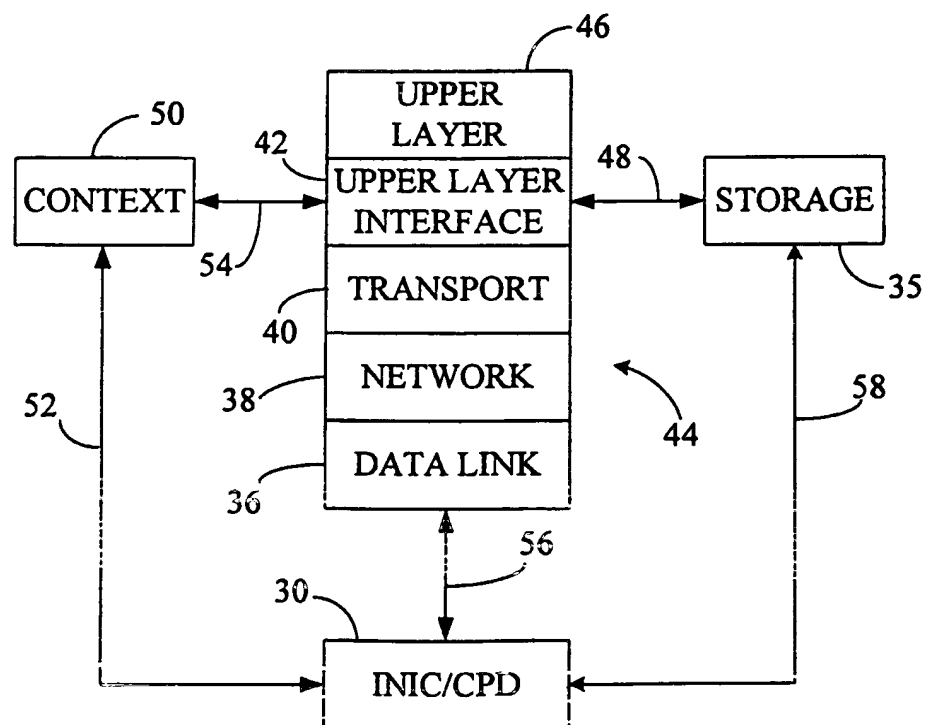 46
UPPER
LAYER
50
42
48
CONTEXT
UPPER LAYER
INTERFACE
STORAGE
54
35
TRANSPORT
40
NETWORK
38
52
58
44
DATA LINK
36
56
30
INIC/CPD